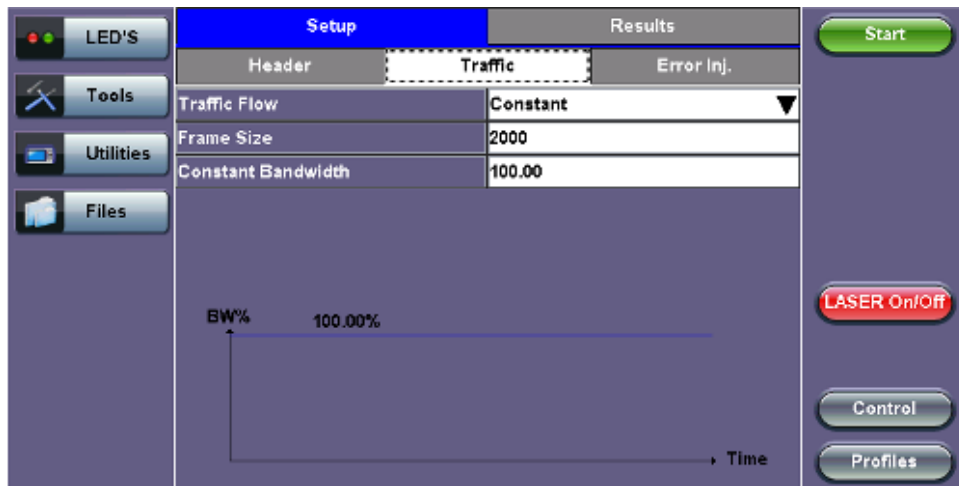 LED'S
Tools
Utilities
Files
Setup
Results
Header
Traffic
Error Inj.
Traffic Flow
Constant
Frame Size
2000
Constant Bandwidth
100.00
BW%
100.00%
Time
Start
LASER On/Off
Control
Profiles